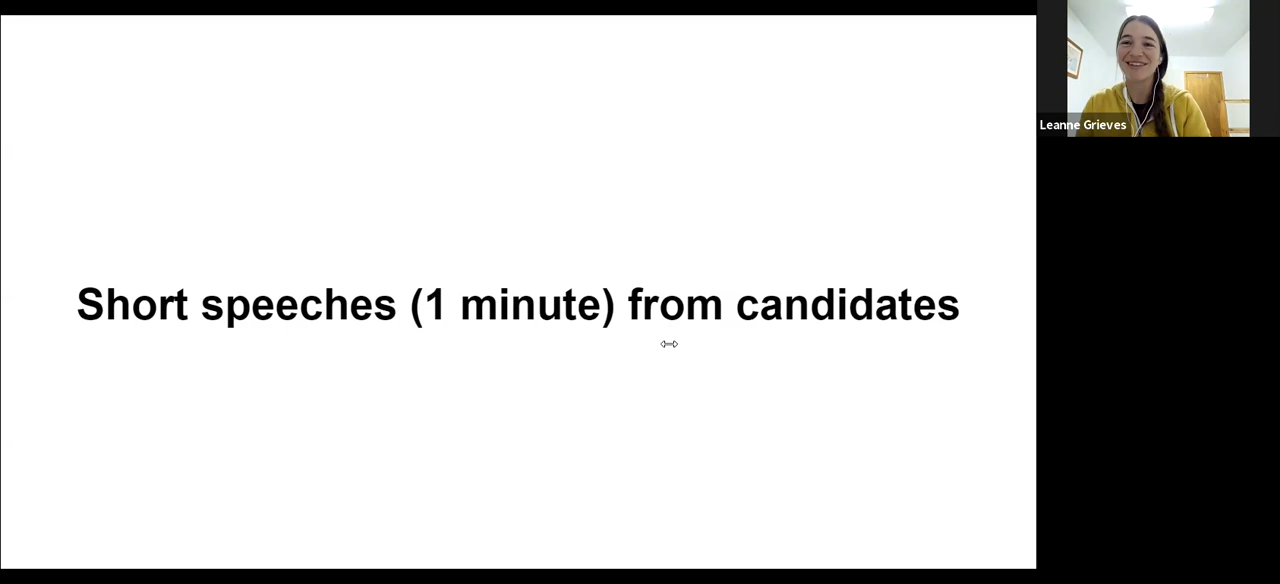 Short speeches (1 minute) from candidates
Leanne Grieves